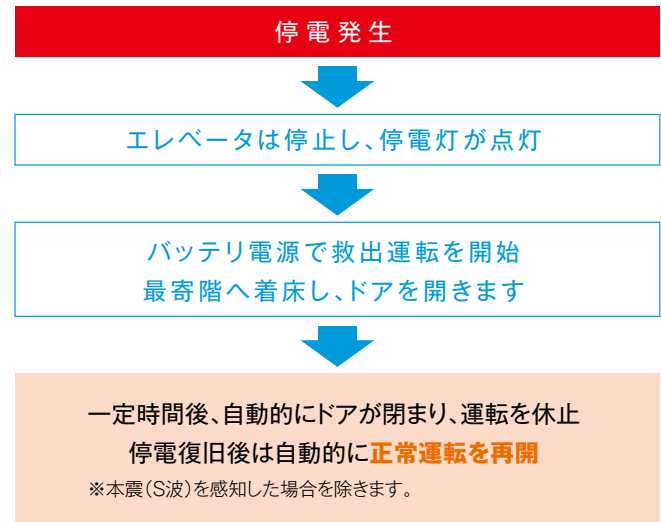 停電発生
エレベータは停止し、停電灯が点灯
バッテリ電源で救出運転を開始
最寄階へ着床し、ドアを開きます
一定時間後、自動的にドアが閉まり、運転を休止
停電復旧後は自動的に正常運転を再開
※本震（S波）を感知した場合を除きます。